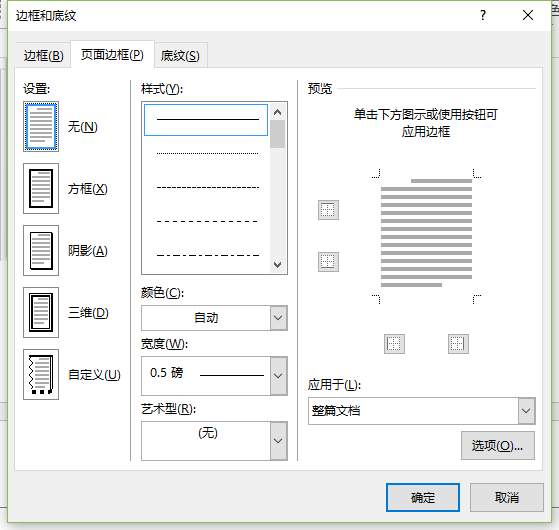 边框和底纹
?
边框(B)
页面边框(P)
底纹(S)
设置:
无(N)
方框(X)
阴影(A)
三维(D)
自定义(U)
样式(Y):
颜色(C):
自动
宽度(W):
0.5 磅
艺术型(R):
(无)
预览
单击下方图示或使用按钮可
应用边框
应用于(L):
整篇文档
选项(O)...
确定
取消